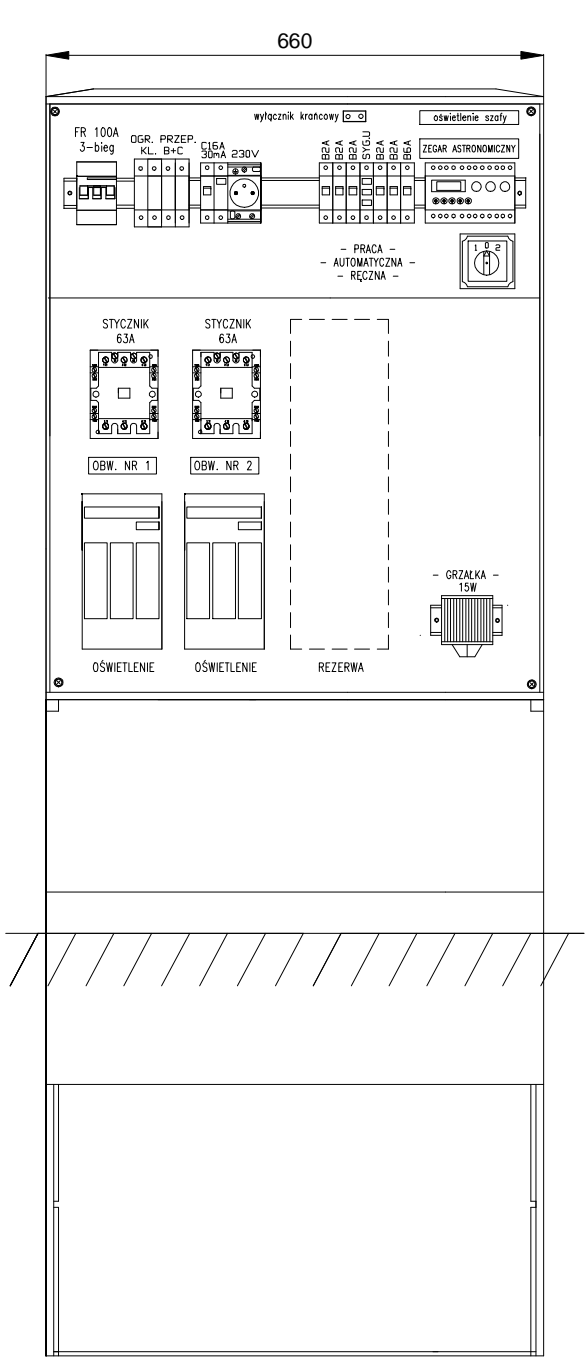 660
wyłącznik krańcowy
oświetlenie szafy
FR 100A
3-bieg
OGR. PRZEP.
KL. B+C
C16A
30mA 230V
B2A
B2A
B2A
SYG.U
B2A
B2A
B6A
ZEGAR ASTRONOMICZNY
- PRACA -
- AUTOMATYCZNA -
- RĘCZNA -
1 0 2
STYCZNIK
63A
STYCZNIK
63A
OBW. NR 1
OBW. NR 2
- GRZAŁKA -
15W
OŚWIETLENIE
OŚWIETLENIE
REZERWA